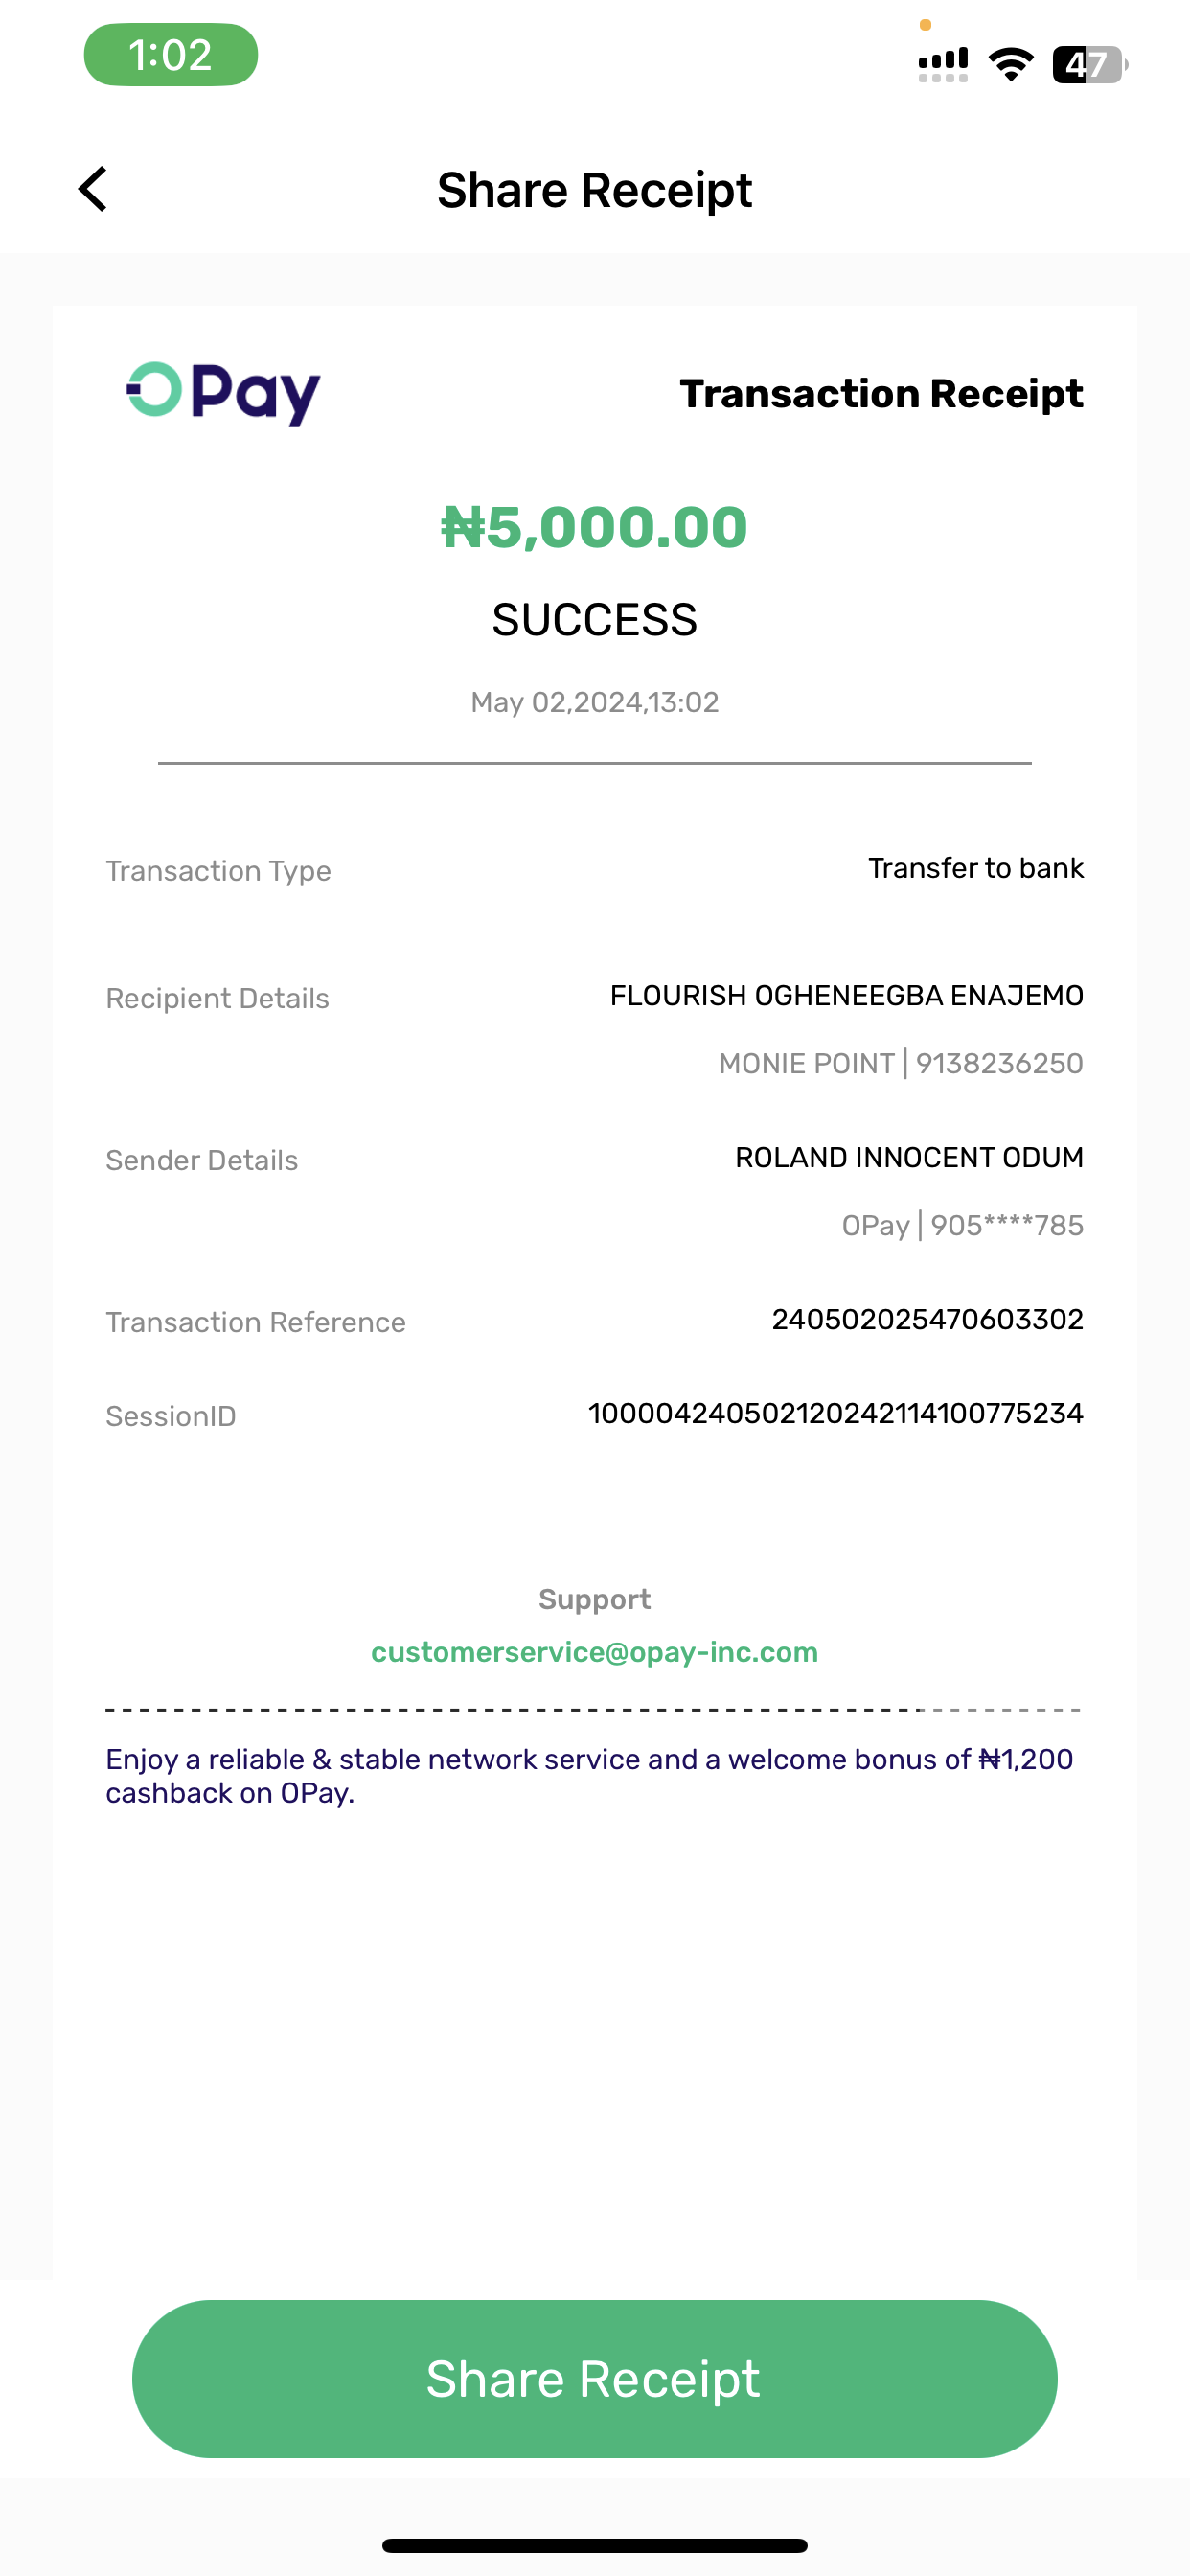 1:02
47
Share Receipt
OPay
Transaction Receipt
₦5,000.00
SUCCESS
May 02,2024,13:02
Transaction Type
Transfer to bank
Recipient Details
FLOURISH OGHENEEGBA ENAJEMO
MONIE POINT | 9138236250
Sender Details
ROLAND INNOCENT ODUM
OPay | 905****785
Transaction Reference
240502025470603302
SessionID
100004240502120242114100775234
Support
customerservice@opay-inc.com
Enjoy a reliable & stable network service and a welcome bonus of ₦1,200
cashback on OPay.
Share Receipt